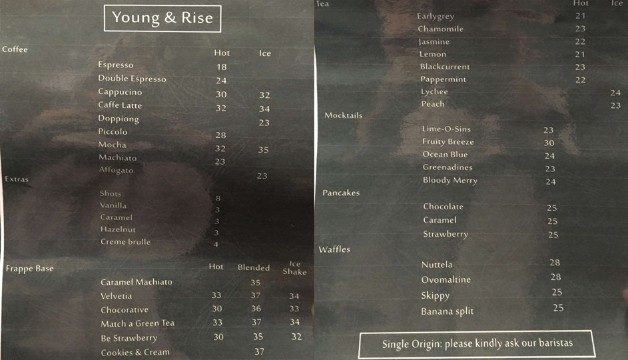 Young & Rise
Coffee
Hot Ice
Espresso 18
Double Espresso 24
Cappucino 30 32
Caffe Latte 32 34
Doppiong 23
Piccolo 28
Mocha 32 35
Machiato 23
Affogato 23
Extras
Shots 8
Vanilla 3
Caramel 3
Hazelnut 3
Creme brulle 4
Frappe Base
Hot Blended Ice Shake
Caramel Machiato 35
Velvetia 33 37 34
Chocorative 30 36 33
Match a Green Tea 33 37 34
Be Strawberry 30 35 32
Cookies & Cream 37
Tea
Hot Ice
Earlygrey 21
Chamomile 23
Jasmine 22
Lemon 21
Blackcurrent 23
Pappermint 22
Lychee 24
Peach 23
Mocktails
Lime-O-Sins 23
Fruity Breeze 30
Ocean Blue 24
Greenadines 23
Bloody Merry 24
Pancakes
Chocolate 25
Caramel 25
Strawberry 25
Waffles
Nuttela 28
Ovomaltine 28
Skippy 25
Banana split 25
Single Origin: please kindly ask our baristas